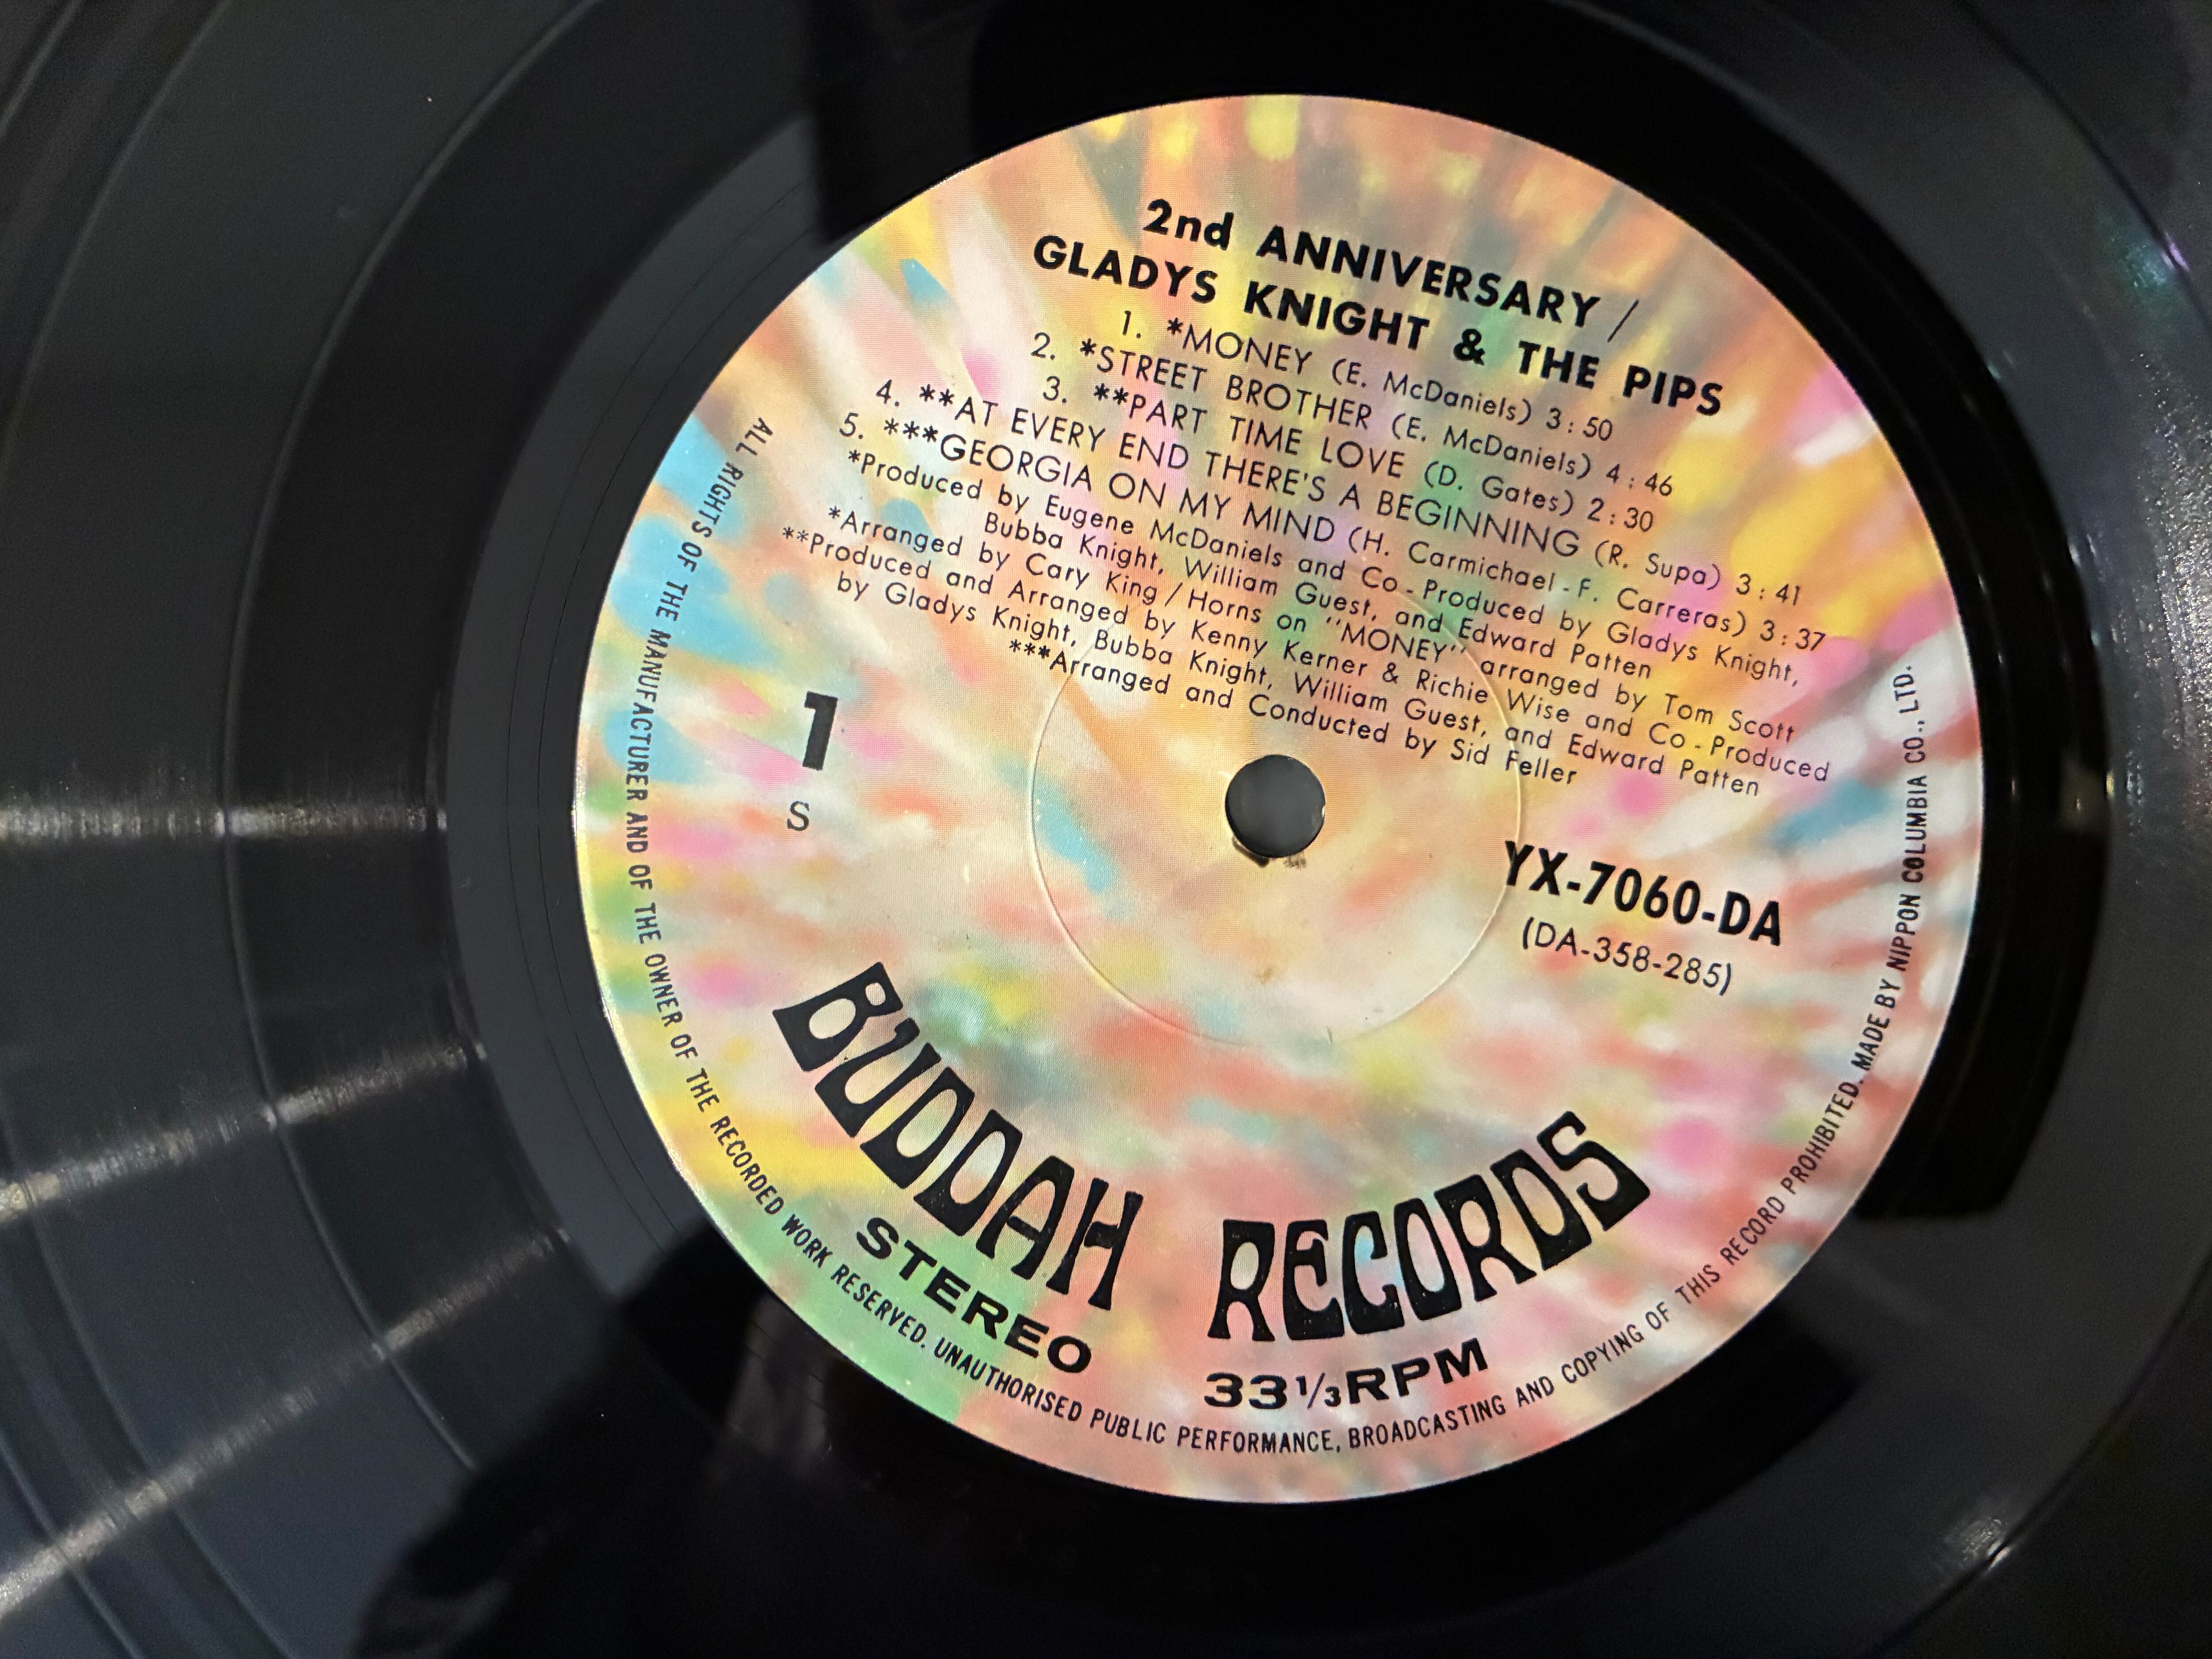 2nd ANNIVERSARY /
GLADYS KNIGHT & THE PIPS
1. *MONEY (E. McDaniels) 3 : 50
2. *STREET BROTHER (E. McDaniels) 4 : 46
3. **PART TIME LOVE (D. Gates) 2 : 30
4. **AT EVERY END THERE'S A BEGINNING (R. Supa) 3 : 41
5. ***GEORGIA ON MY MIND (H. Carmichael - F. Carreras) 3 : 37
*Produced by Eugene McDaniels and Co - Produced by Gladys Knight,
Bubba Knight, William Guest, and Edward Patten
*Arranged by Cary King / Horns on "MONEY" arranged by Tom Scott
**Produced and Arranged by Kenny Kerner & Richie Wise and Co - Produced
by Gladys Knight, Bubba Knight, William Guest, and Edward Patten
***Arranged and Conducted by Sid Feller
1
S
YX-7060-DA
(DA-358-285)
BUDDAH RECORDS
STEREO 33 1/3 RPM
ALL RIGHTS OF THE MANUFACTURER AND OF THE OWNER OF THE RECORDED WORK RESERVED. UNAUTHORISED PUBLIC PERFORMANCE, BROADCASTING AND COPYING OF THIS RECORD PROHIBITED. MADE BY NIPPON COLUMBIA CO., LTD.